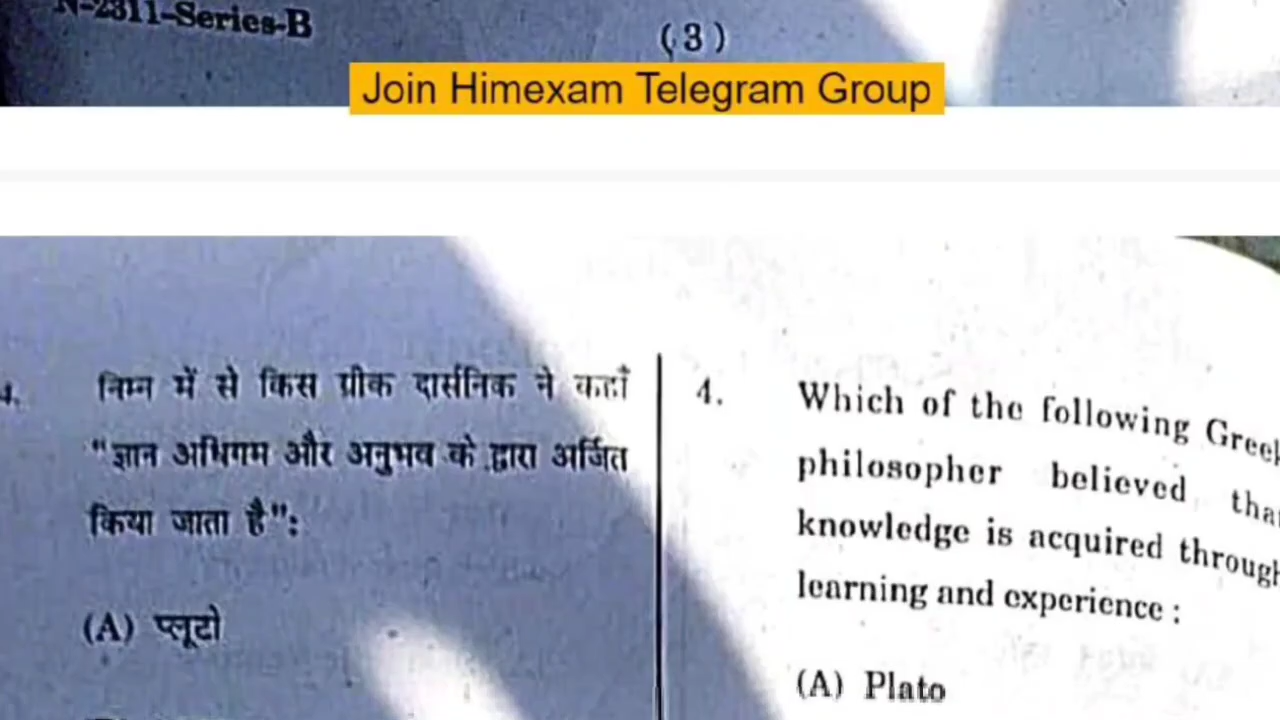 N-2311-Series-B
(3)
Join Himexam Telegram Group
4. निम्न में से किस ग्रीक दार्सनिक ने कहाँ
"ज्ञान अधिगम और अनुभव के द्वारा अर्जित
किया जाता है":
(A) प्लूटो
4. Which of the following Greek
philosopher believed that
knowledge is acquired through
learning and experience :
(A) Plato